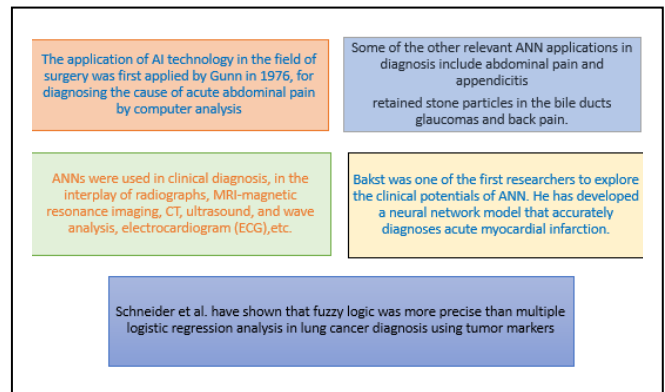 The application of AI technology in the field of
surgery was first applied by Gunn in 1976, for
diagnosing the cause of acute abdominal pain
by computer analysis
Some of the other relevant ANN applications in
diagnosis include abdominal pain and
appendicitis
retained stone particles in the bile ducts
glaucomas and back pain.
ANNs were used in clinical diagnosis, in the
interplay of radiographs, MRI-magnetic
resonance imaging, CT, ultrasound, and wave
analysis, electrocardiogram (ECG),etc.
Bakst was one of the first researchers to explore
the clinical potentials of ANN. He has developed
a neural network model that accurately
diagnoses acute myocardial infarction.
Schneider et al. have shown that fuzzy logic was more precise than multiple
logistic regression analysis in lung cancer diagnosis using tumor markers